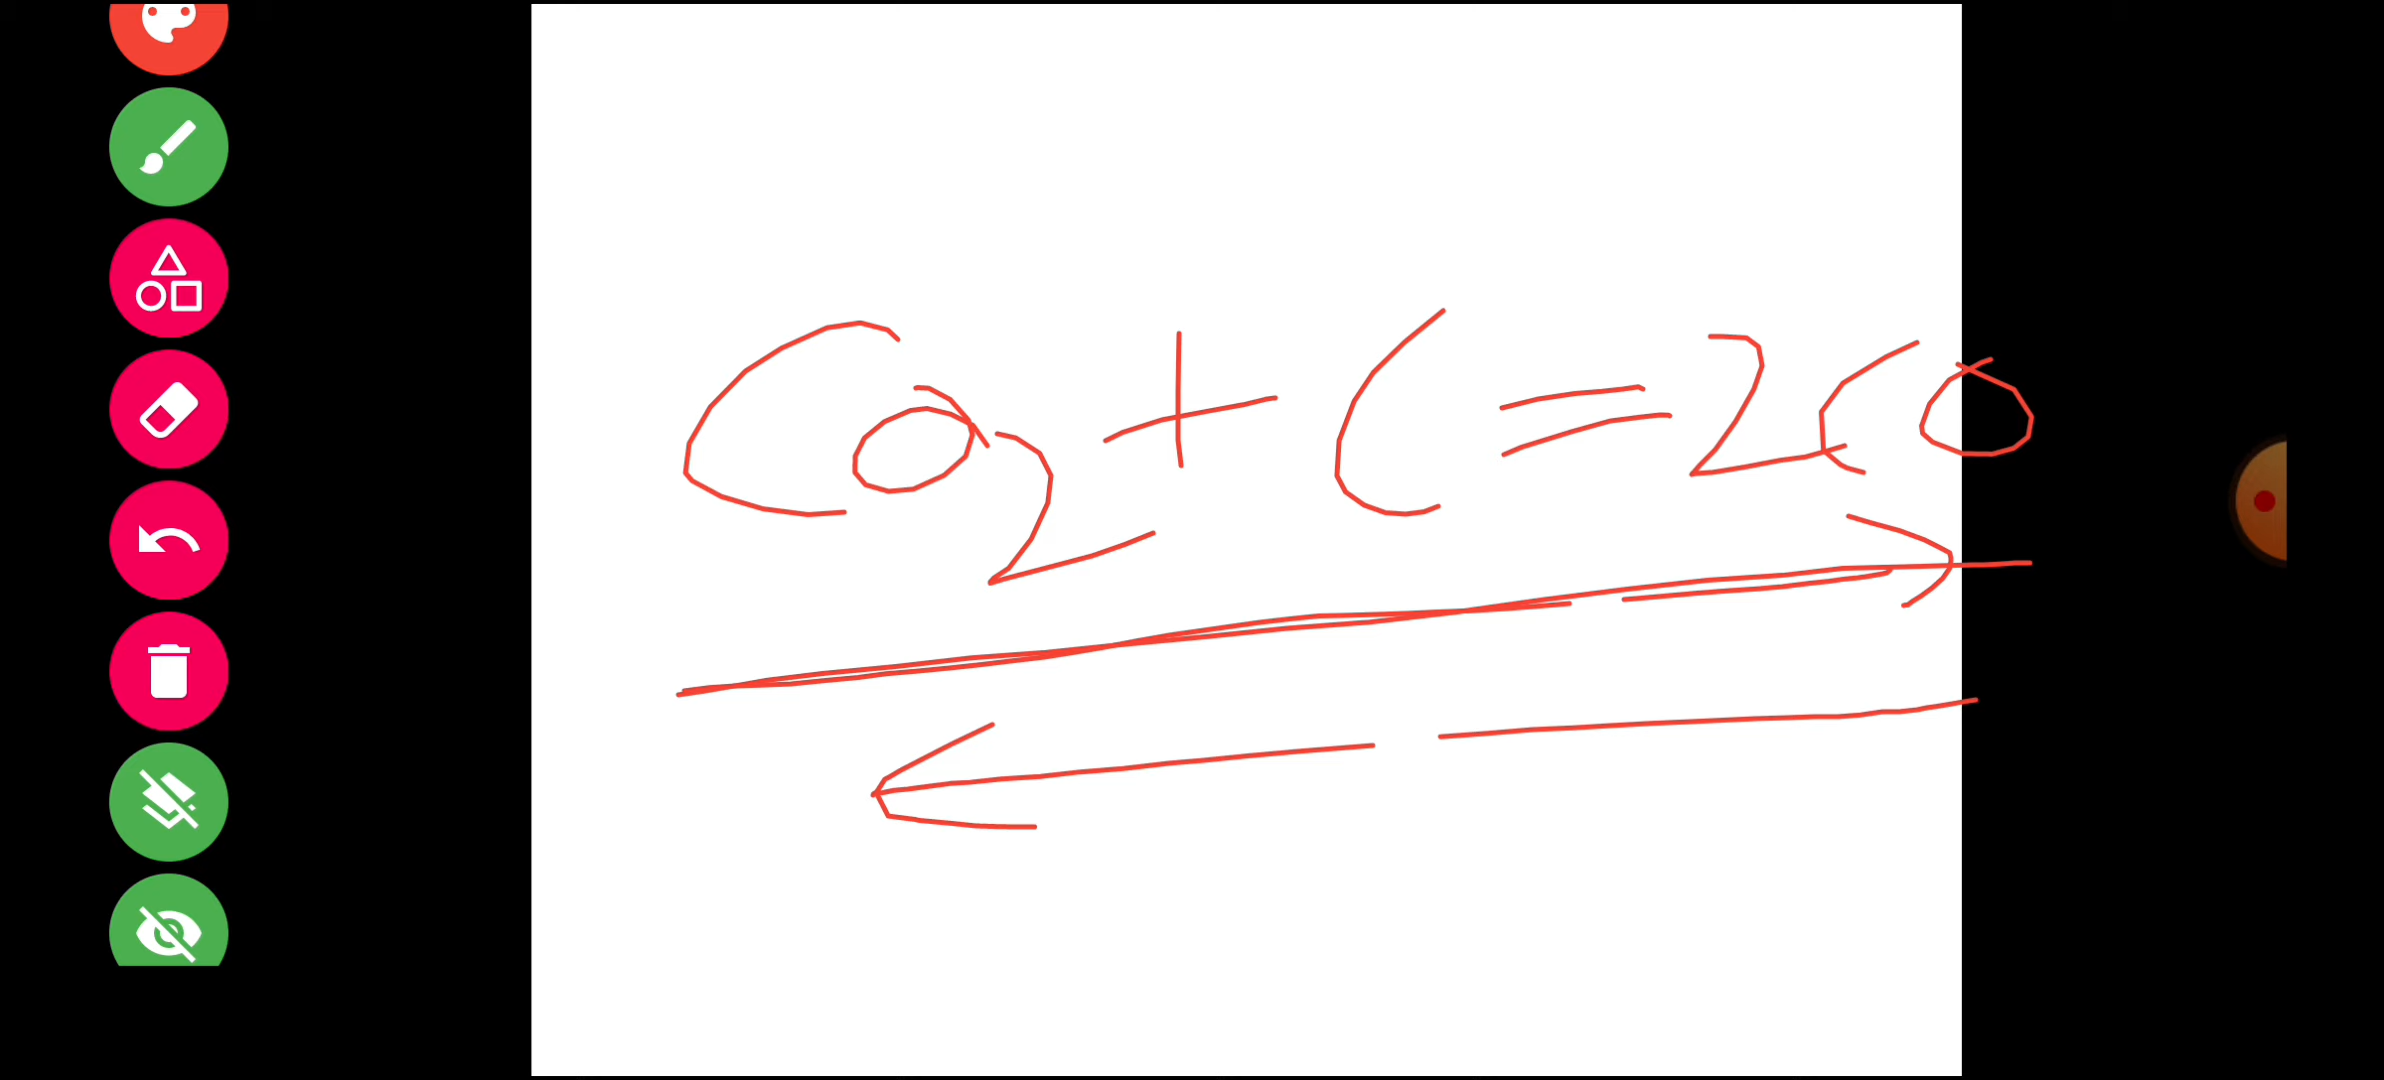 CO₂ + C = 2CO